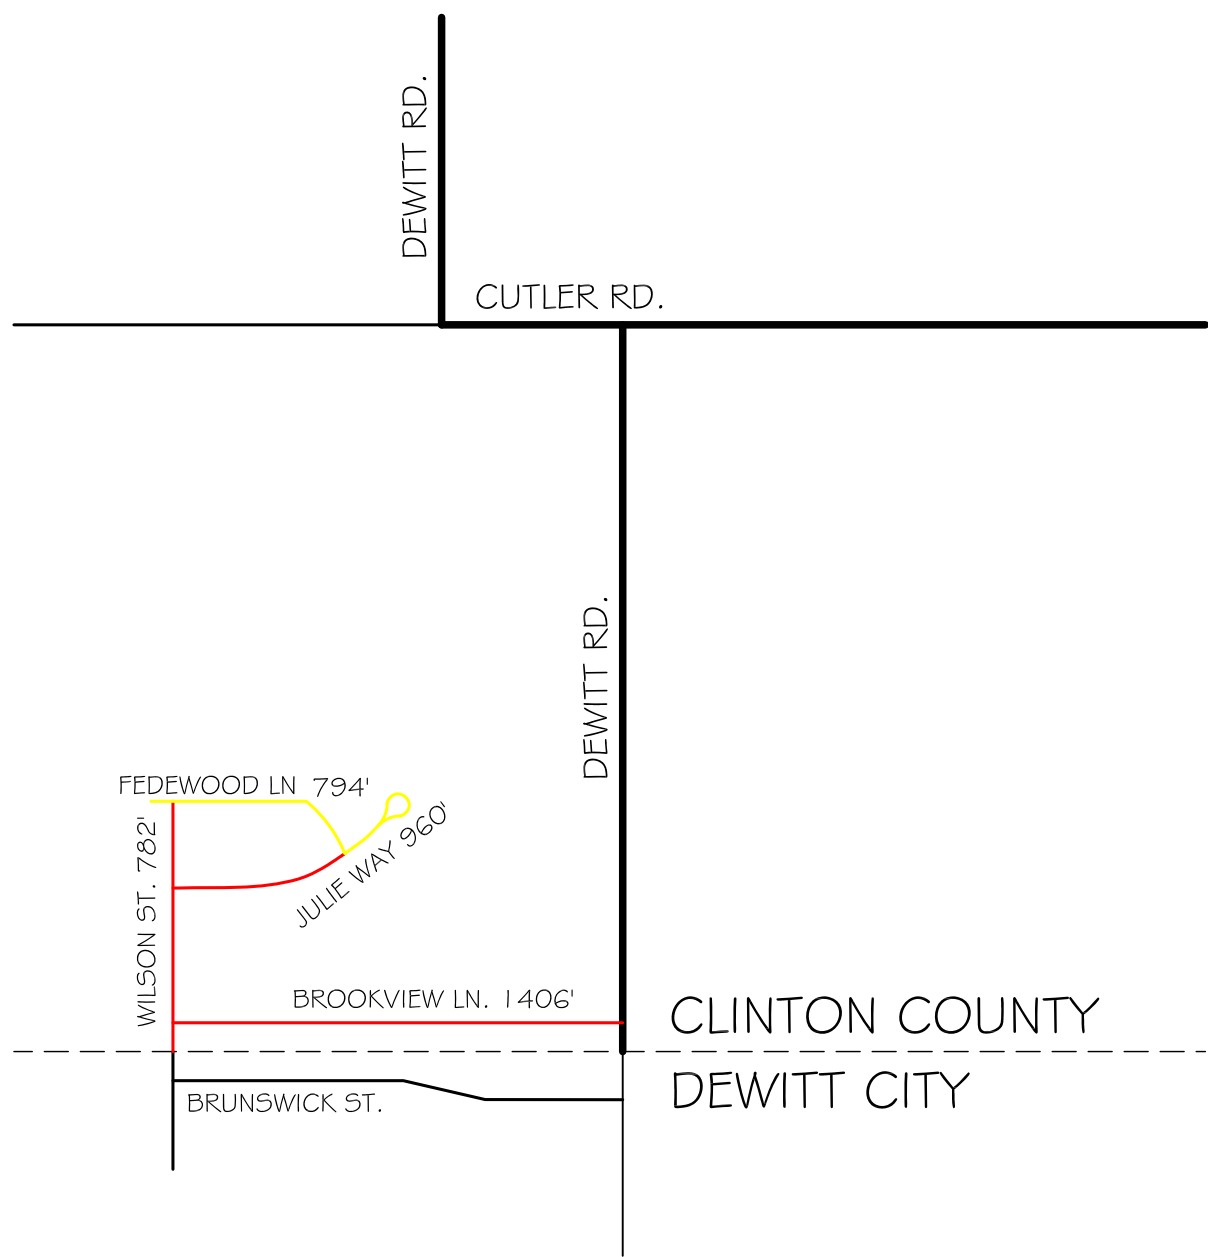 DEWITT RD.
CUTLER RD.
DEWITT RD.
FEDEWOOD LN 794'
WILSON ST. 782'
JULIE WAY 960'
BROOKVIEW LN. 1406'
CLINTON COUNTY
DEWITT CITY
BRUNSWICK ST.